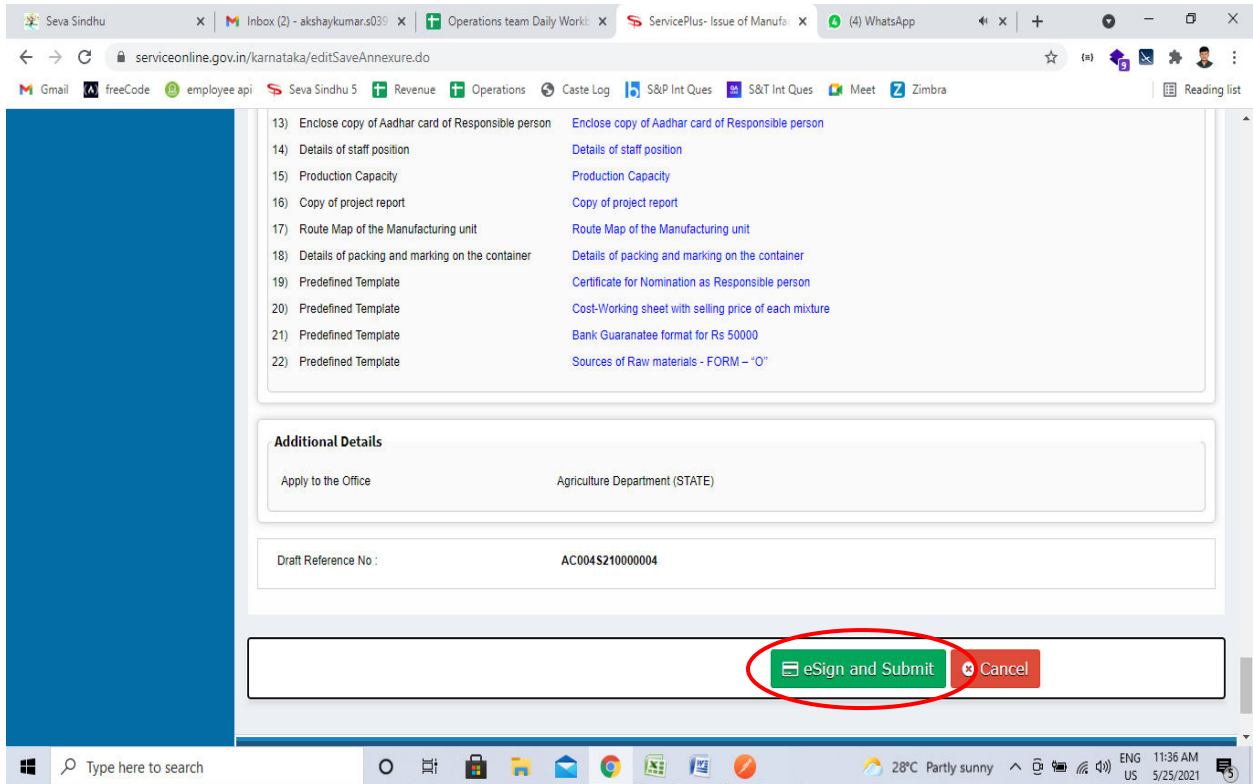 Seva Sindhu
Inbox (2) - akshaykumar.s039
Operations team Daily Workb
ServicePlus- Issue of Manufa
(4) WhatsApp
serviceonline.gov.in/karnataka/editSaveAnnexure.do
9
Gmail freeCode employee api Seva Sindhu 5 Revenue Operations Caste Log S&P Int Ques S&T Int Ques Meet Zimbra Reading list
13) Enclose copy of Aadhar card of Responsible person Enclose copy of Aadhar card of Responsible person
14) Details of staff position Details of staff position
15) Production Capacity Production Capacity
16) Copy of project report Copy of project report
17) Route Map of the Manufacturing unit Route Map of the Manufacturing unit
18) Details of packing and marking on the container Details of packing and marking on the container
19) Predefined Template Certificate for Nomination as Responsible person
20) Predefined Template Cost-Working sheet with selling price of each mixture
21) Predefined Template Bank Guaranatee format for Rs 50000
22) Predefined Template Sources of Raw materials - FORM – “O”
Additional Details
Apply to the Office Agriculture Department (STATE)
Draft Reference No : AC004S210000004
eSign and Submit Cancel
Type here to search
28°C Partly sunny
ENG 11:36 AM
US 5/25/2021
5